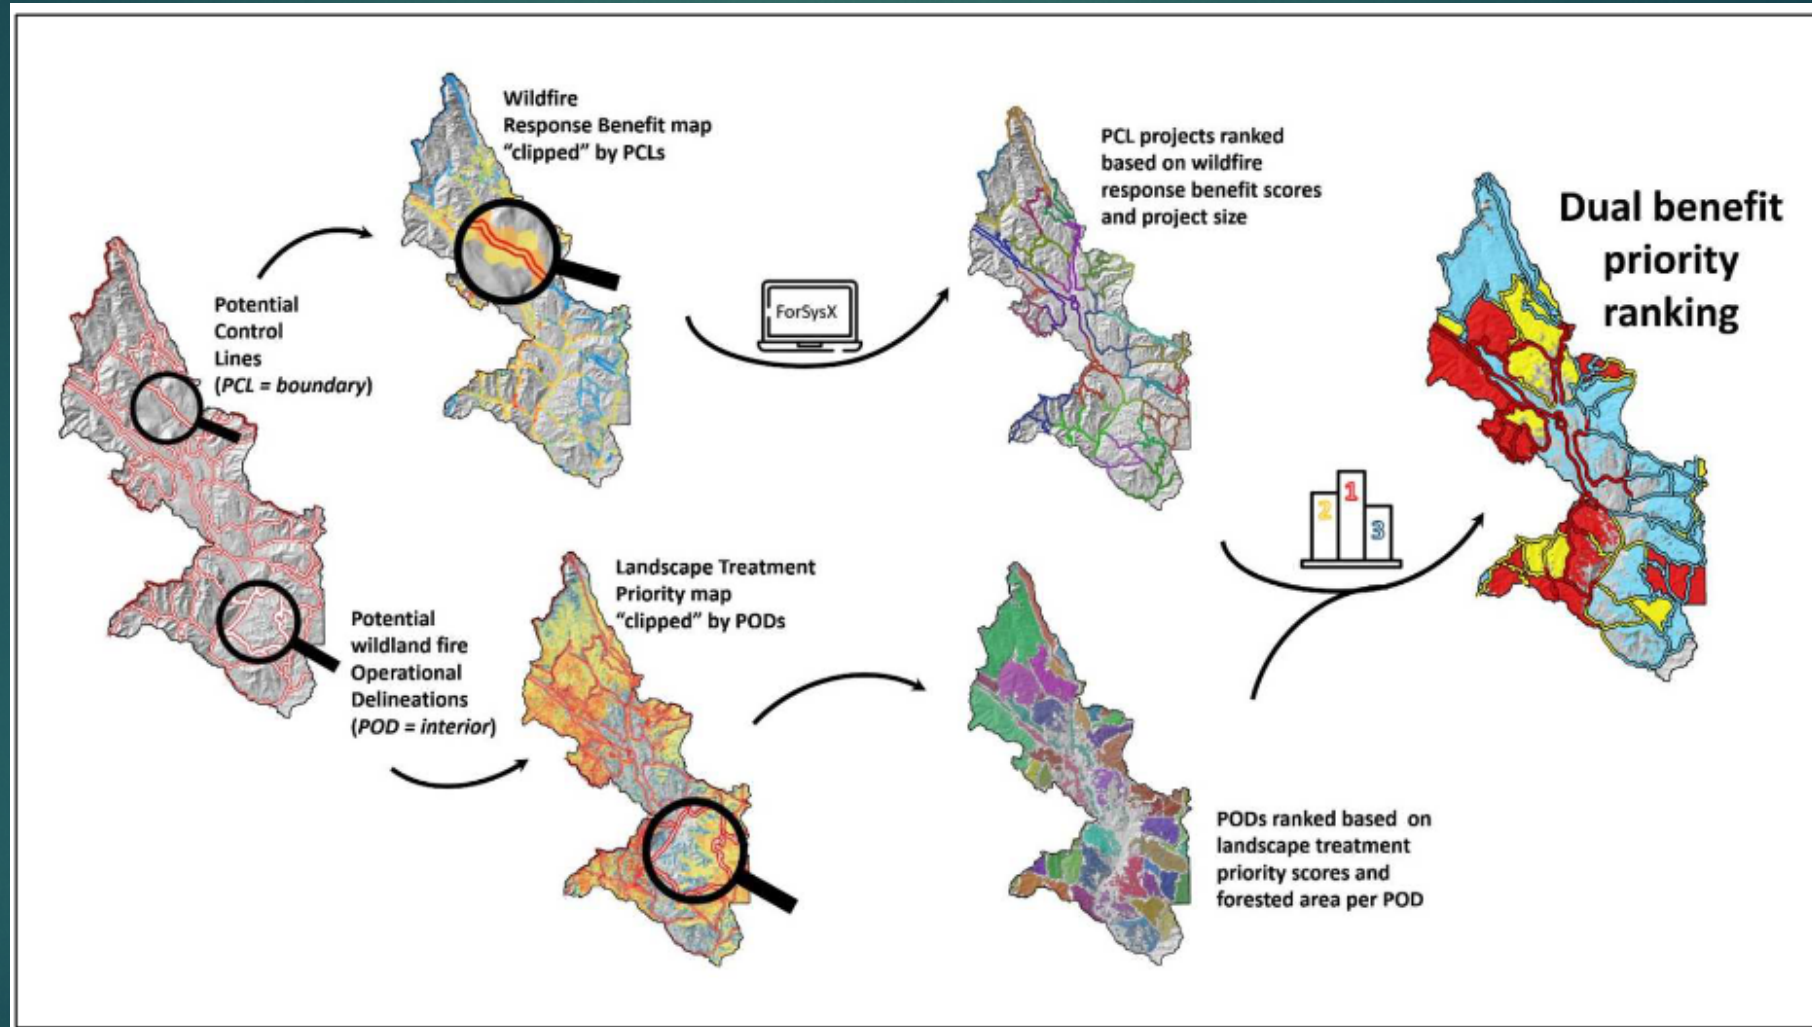 Wildfire
Response Benefit map
“clipped” by PCLs
PCL projects ranked
based on wildfire
response benefit scores
and project size
Dual benefit
priority
ranking
Potential
Control
Lines
(PCL = boundary)
ForSysX
2
1
3
Landscape Treatment
Priority map
“clipped” by PODs
Potential
wildland fire
Operational
Delineations
(POD = interior)
PODs ranked based on
landscape treatment
priority scores and
forested area per POD